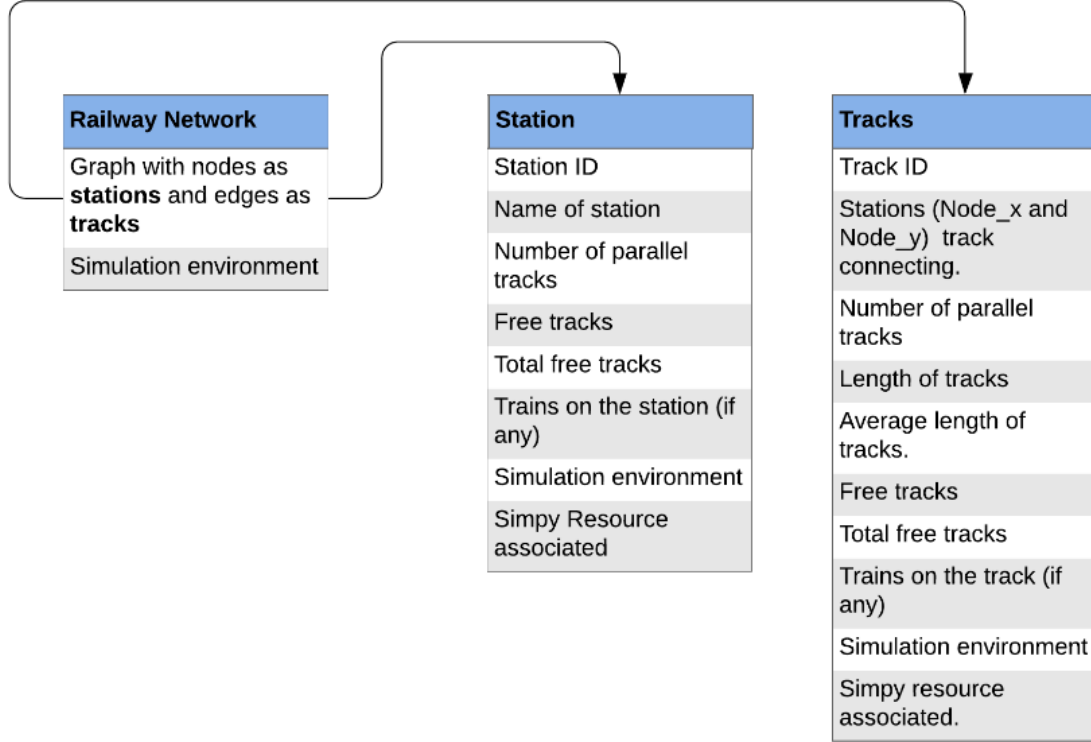 Railway Network
Graph with nodes as
stations and edges as
tracks
Simulation environment
Station
Station ID
Name of station
Number of parallel
tracks
Free tracks
Total free tracks
Trains on the station (if
any)
Simulation environment
Simpy Resource
associated
Tracks
Track ID
Stations (Node_x and
Node_y) track
connecting.
Number of parallel
tracks
Length of tracks
Average length of
tracks.
Free tracks
Total free tracks
Trains on the track (if
any)
Simulation environment
Simpy resource
associated.